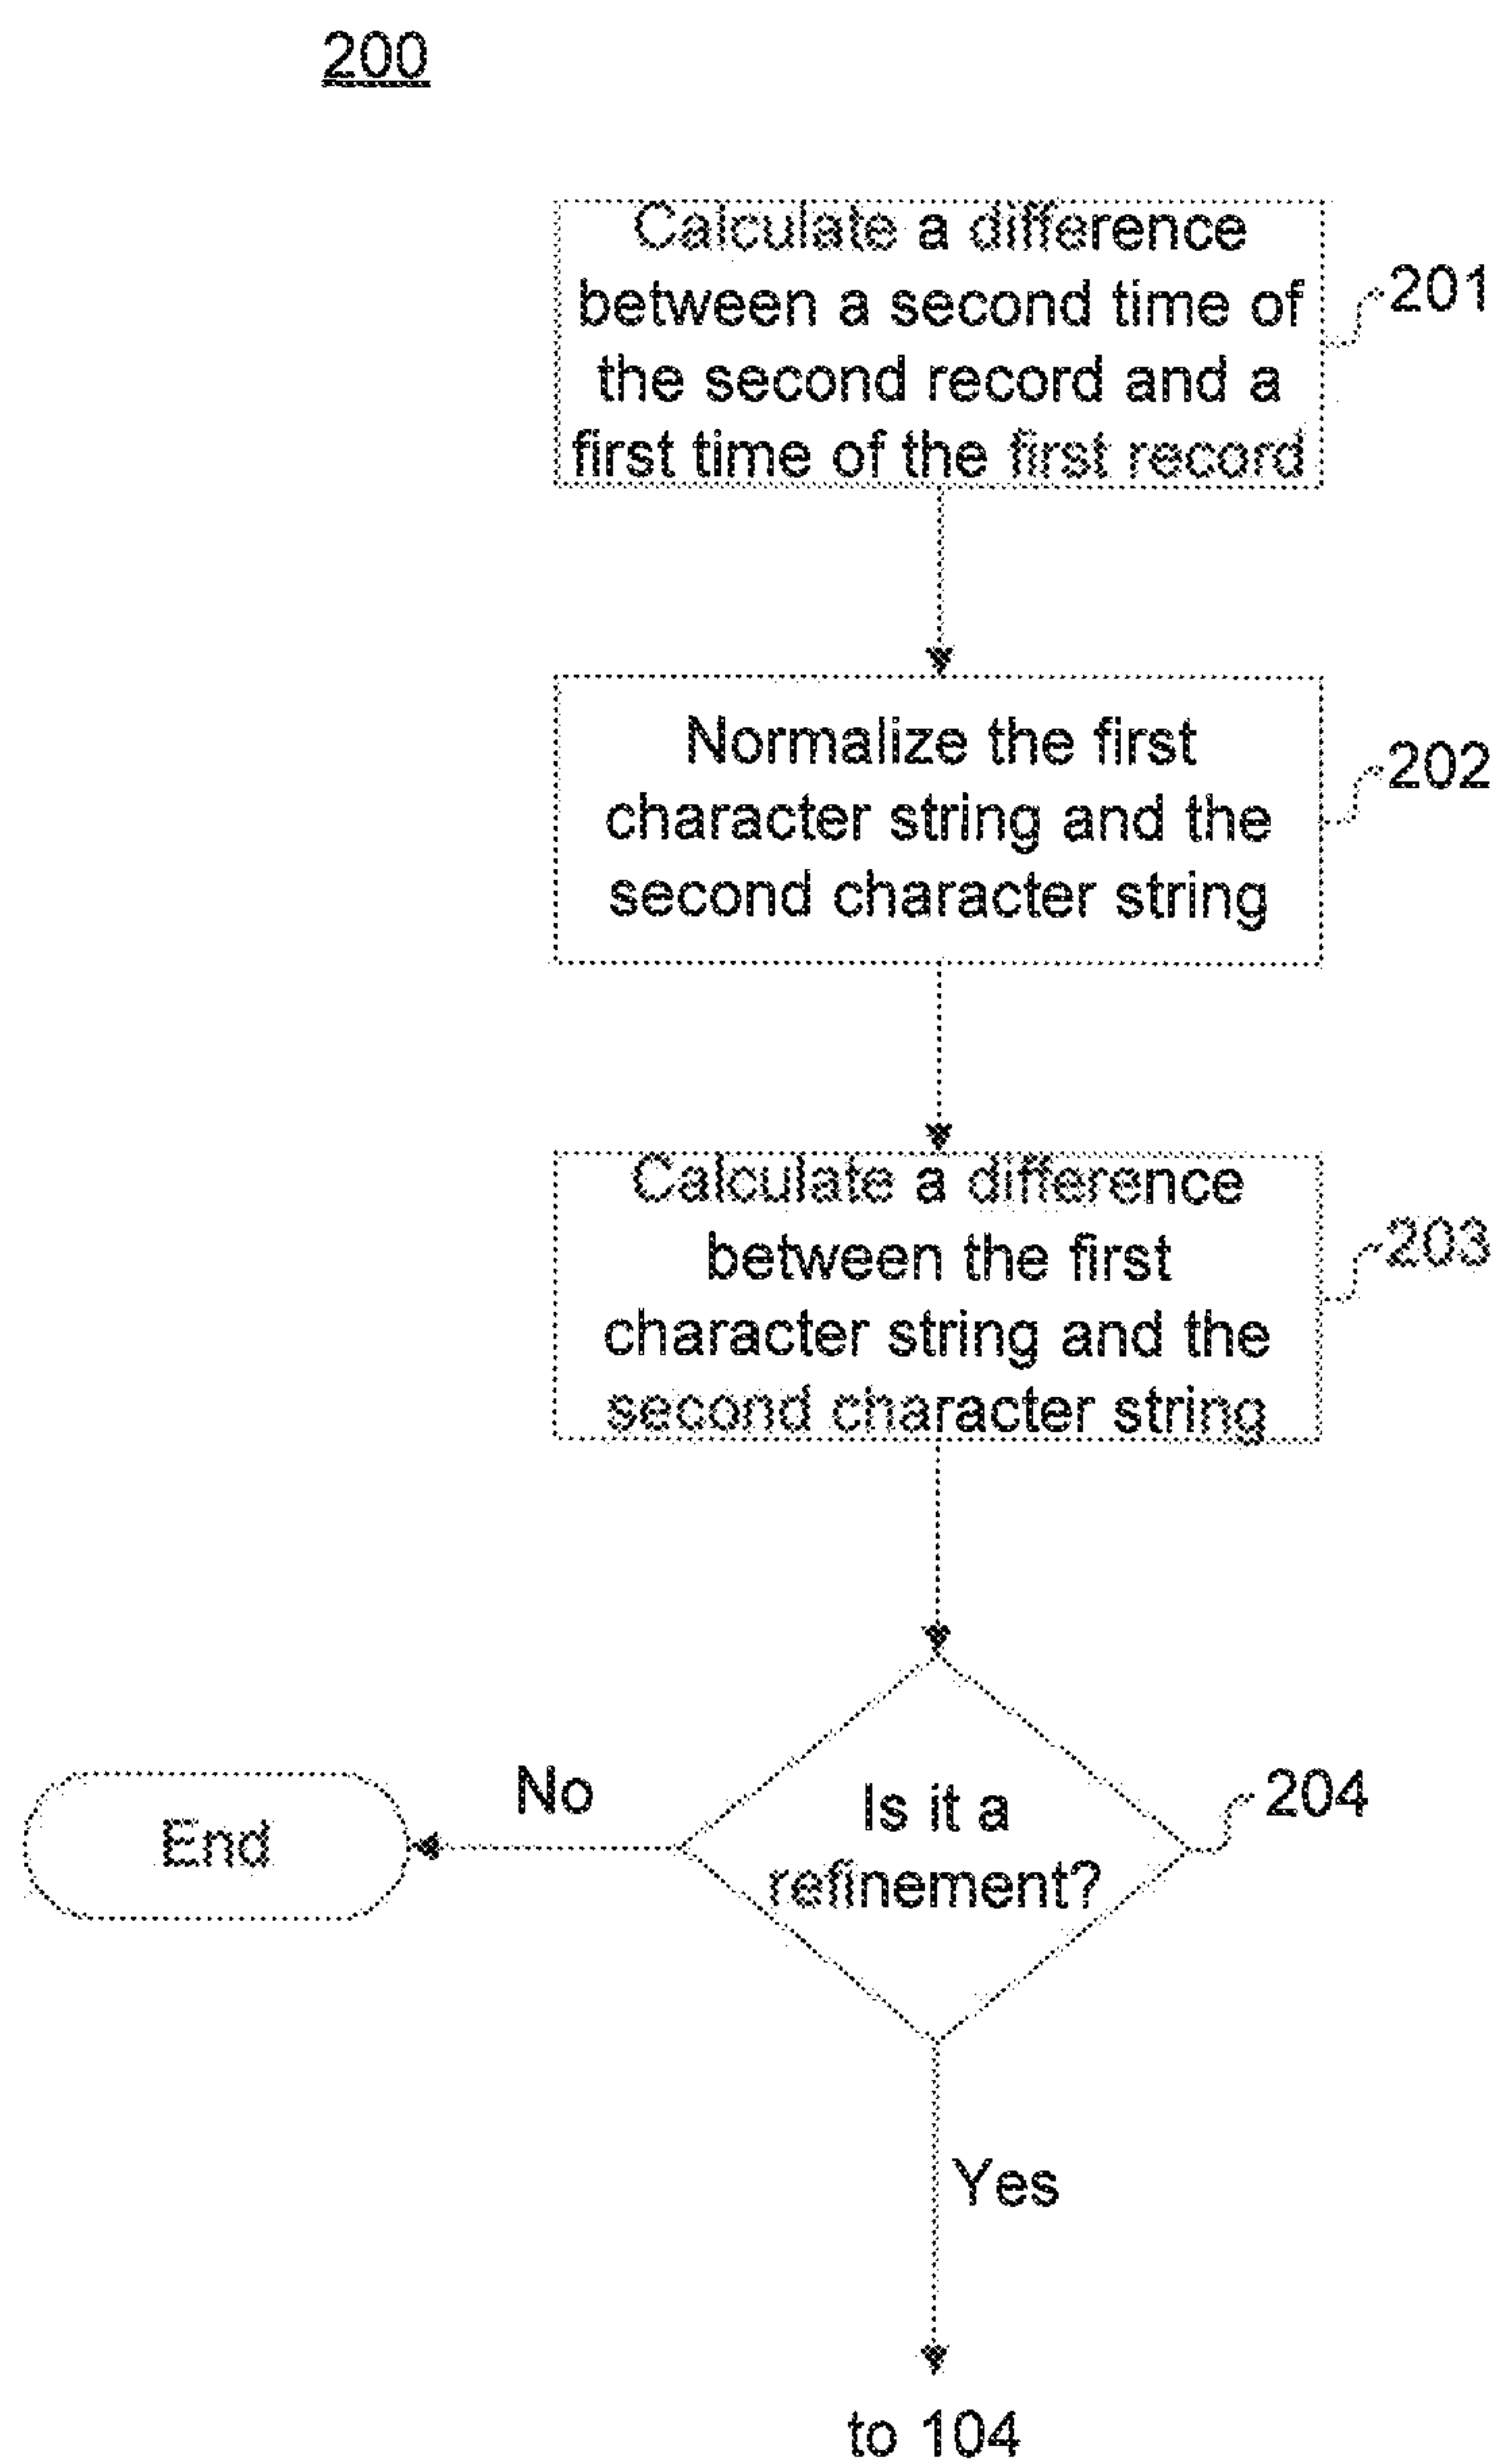 200
Calculate a difference
between a second time of
the second record and a
first time of the first record
201
Normalize the first
character string and the
second character string
202
Calculate a difference
between the first
character string and the
second character string
203
Is it a
refinement?
204
No
End
Yes
to 104